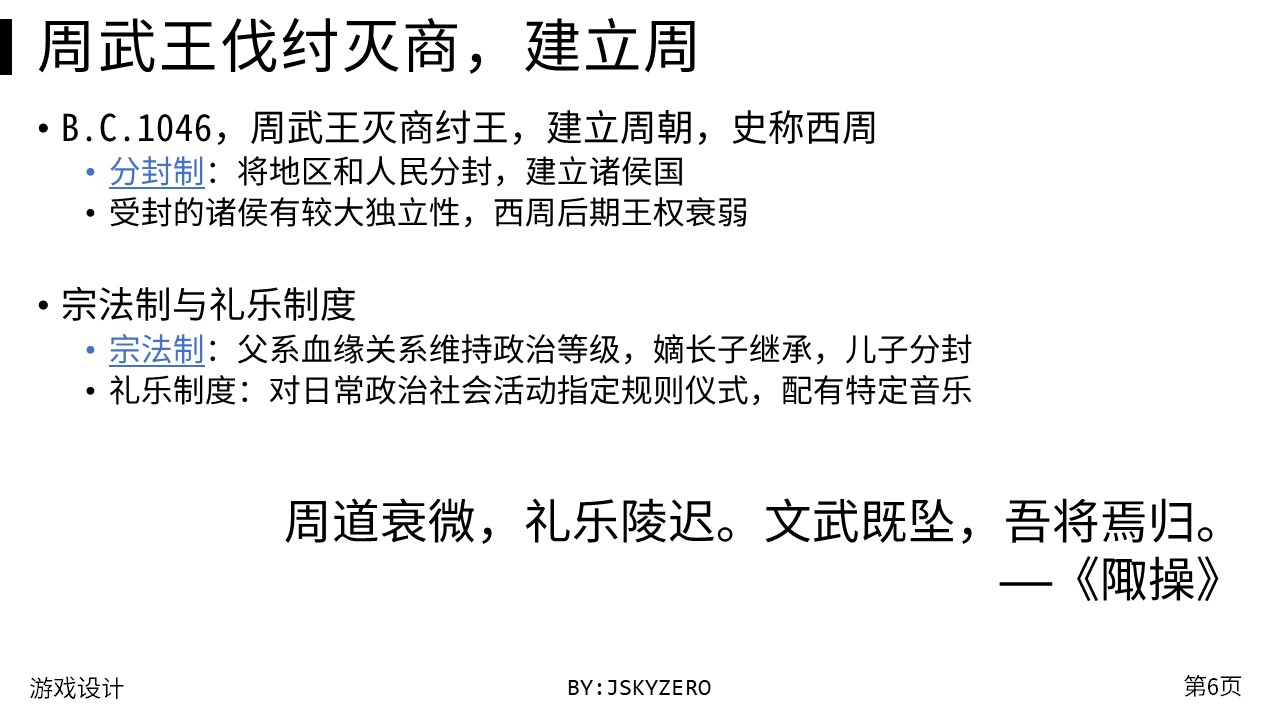 周武王伐纣灭商，建立周
• B.C.1046，周武王灭商纣王，建立周朝，史称西周
• 分封制：将地区和人民分封，建立诸侯国
• 受封的诸侯有较大独立性，西周后期王权衰弱
• 宗法制与礼乐制度
• 宗法制：父系血缘关系维持政治等级，嫡长子继承，儿子分封
• 礼乐制度：对日常政治社会活动指定规则仪式，配有特定音乐
周道衰微，礼乐陵迟。文武既坠，吾将焉归。
—《陬操》
游戏设计
BY:JSKYZERO
第6页